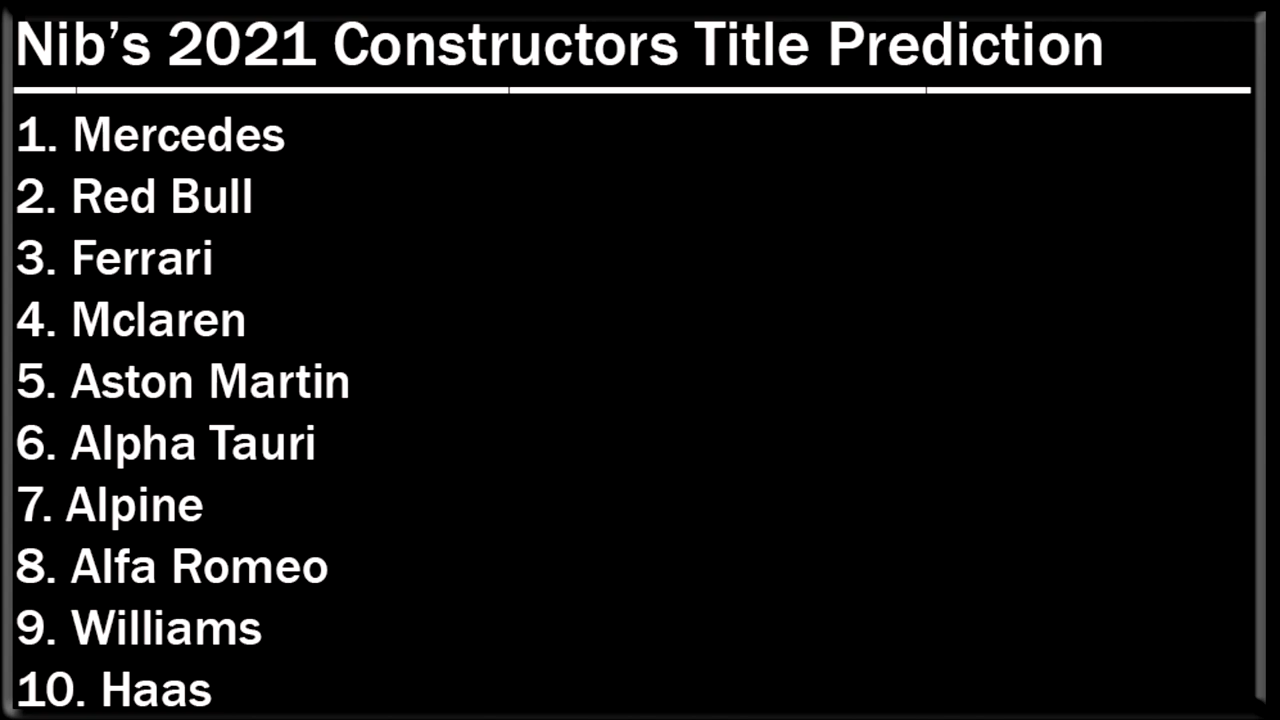 Nib’s 2021 Constructors Title Prediction
1. Mercedes
2. Red Bull
3. Ferrari
4. Mclaren
5. Aston Martin
6. Alpha Tauri
7. Alpine
8. Alfa Romeo
9. Williams
10. Haas